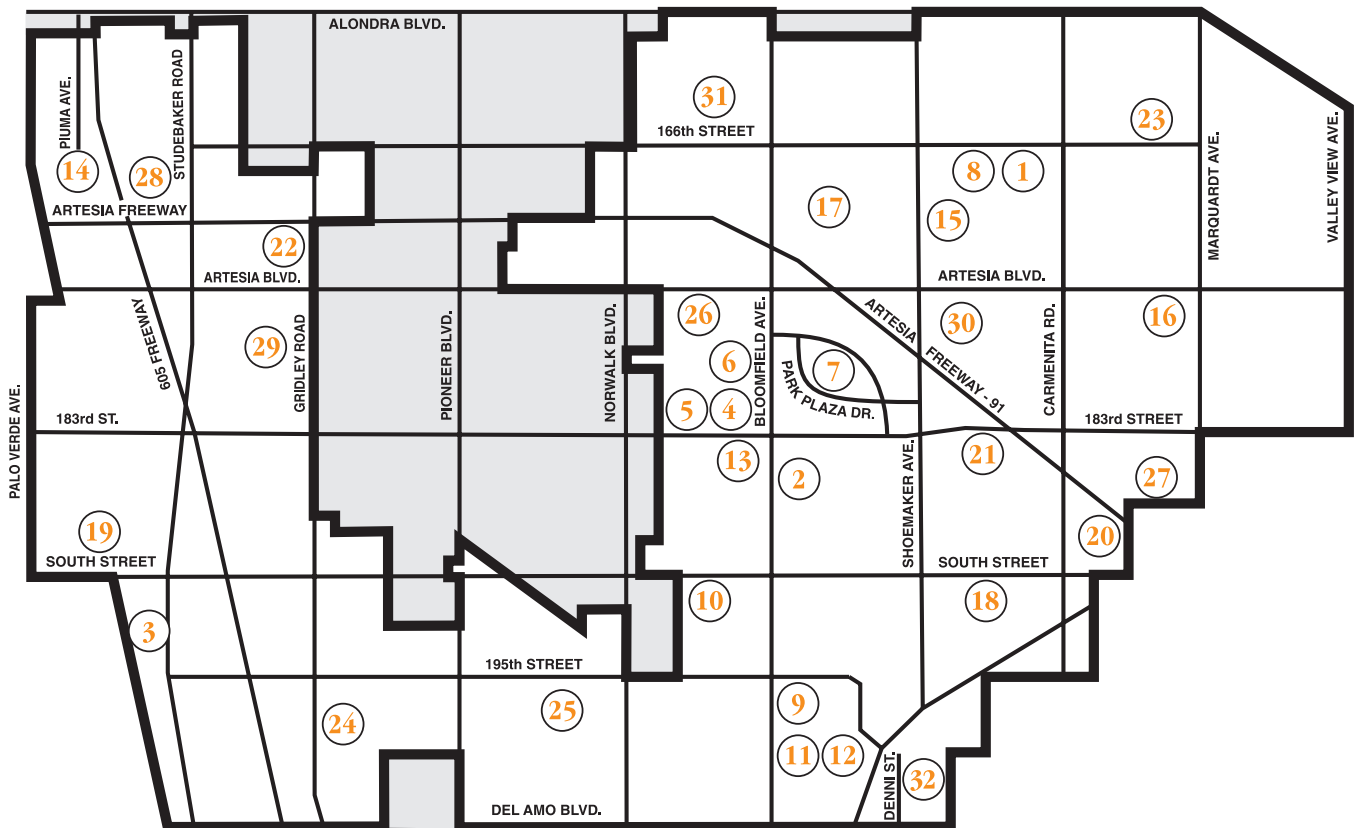 ALONDRA BLVD.
PIUMA AVE.
STUDEBAKER ROAD
31
166th STREET
23
14
28
8
1
MARQUARDT AVE.
VALLEY VIEW AVE.
ARTESIA FREEWAY
17
15
22
ARTESIA BLVD.
ARTESIA BLVD.
605 FREEWAY
29
GRIDLEY ROAD
PIONEER BLVD.
NORWALK BLVD.
26
BLOOMFIELD AVE.
ARTESIA FREEWAY - 91
30
CARMENITA RD.
16
6
7
PARK PLAZA DR.
5
4
PALO VERDE AVE.
183rd ST.
183rd STREET
13
2
SHOEMAKER AVE.
21
27
19
20
SOUTH STREET
SOUTH STREET
3
10
18
195th STREET
24
25
9
11
12
DENNI ST.
32
DEL AMO BLVD.